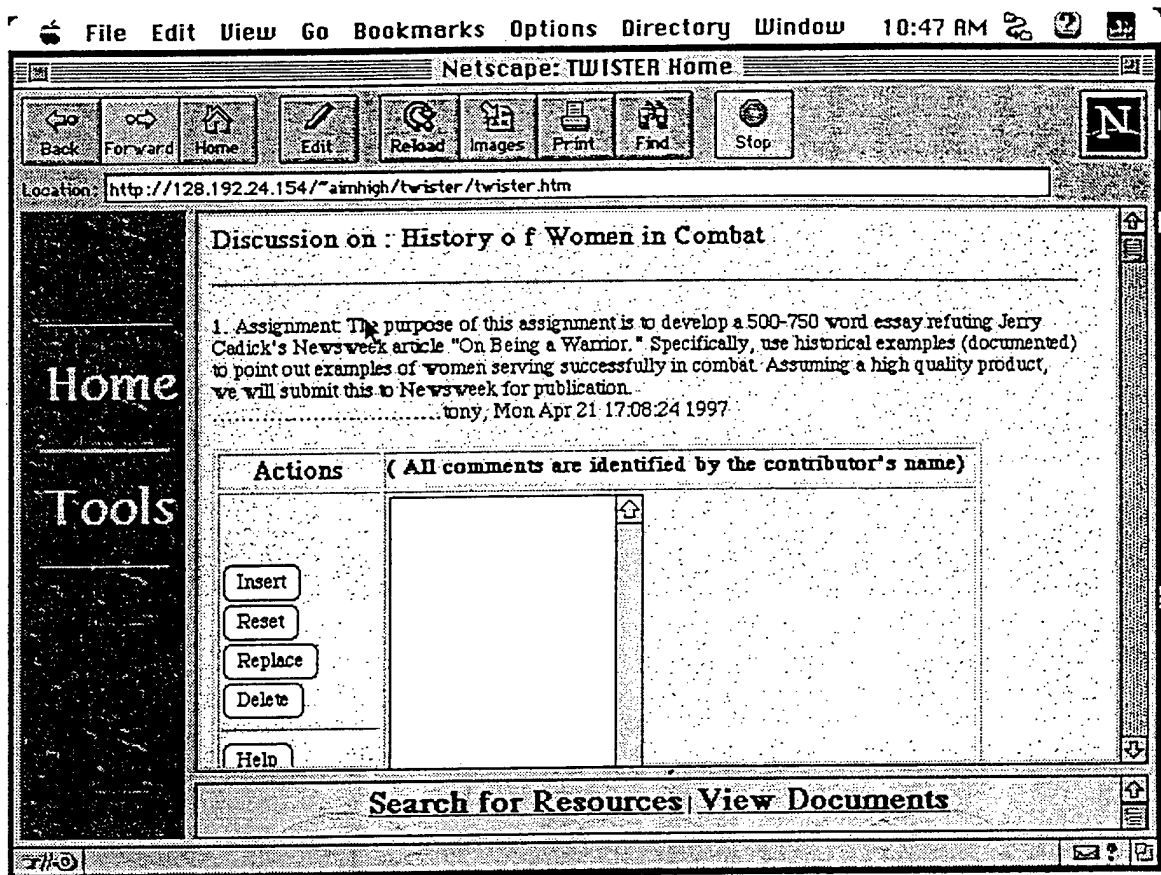 File Edit View Go Bookmarks Options Directory Window 10:47 AM
Netscape: TWISTER Home
Back Forward Home Edit Reload Images Print Find Stop N
Location: http://128.192.24.154/~aimhigh/twister/twister.htm
Discussion on : History o f Women in Combat
1. Assignment: The purpose of this assignment is to develop a 500-750 word essay refuting Jerry
Cadick's Newsweek article "On Being a Warrior." Specifically, use historical examples (documented)
to point out examples of women serving successfully in combat. Assuming a high quality product,
we will submit this to Newsweek for publication.
.............................tony, Mon Apr 21 17:08:24 1997
Home
Tools
Actions ( All comments are identified by the contributor's name)
Insert
Reset
Replace
Delete
Help
Search for Resources | View Documents